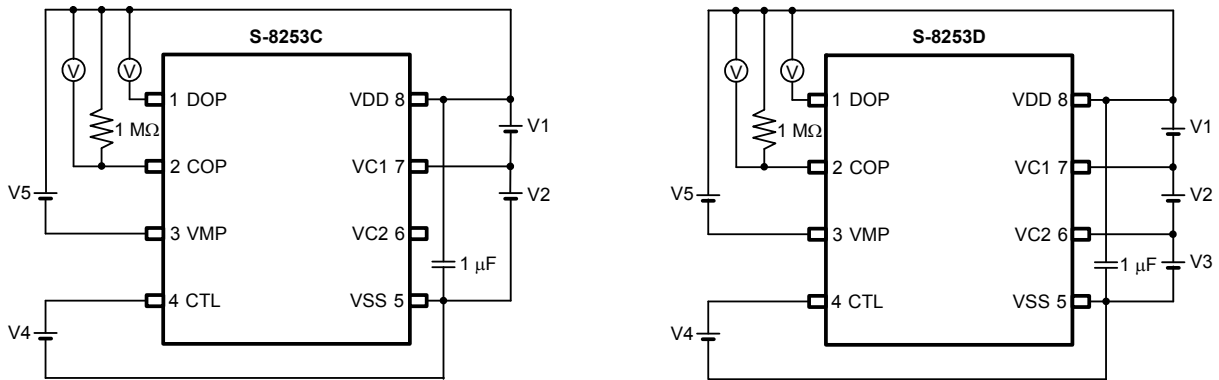 S-8253C
V
V
1 DOP
VDD 8
V1
1 MΩ
2 COP
VC1 7
V5
V2
3 VMP
VC2 6
1 μF
4 CTL
VSS 5
V4
S-8253D
V
V
1 DOP
VDD 8
V1
1 MΩ
2 COP
VC1 7
V5
V2
3 VMP
VC2 6
1 μF
V3
4 CTL
VSS 5
V4